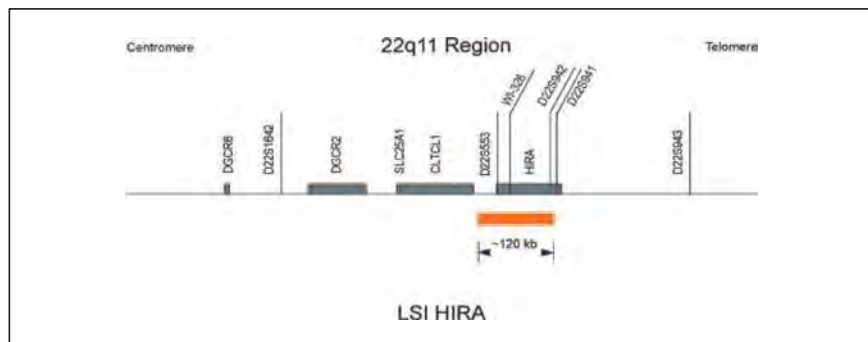 Centromere 22q11 Region Telomere
DGCR6
D22S1642
DGCR2
SLC25A1
CLTCL1
D22S553
WI-326
HIRA
D22S942
D22S941
D22S943
~120 kb
LSI HIRA